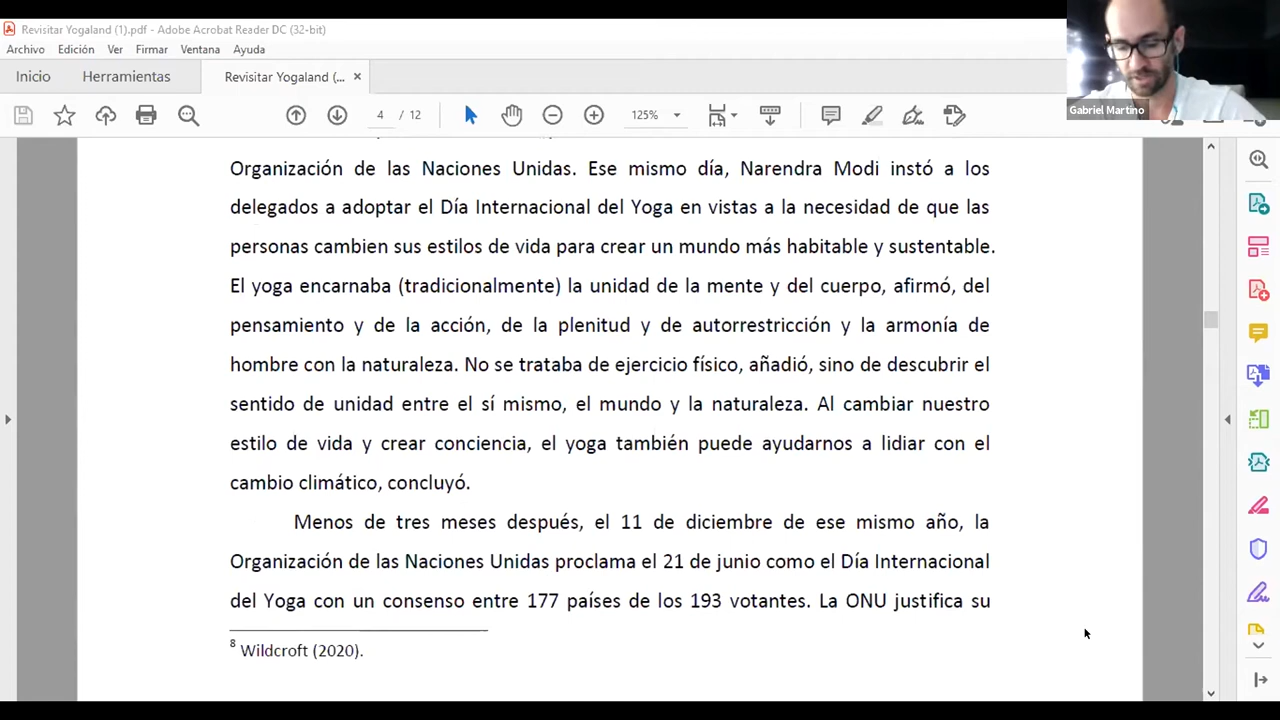 Revisitar Yogaland (1).pdf - Adobe Acrobat Reader DC (32-bit)
Archivo Edición Ver Firmar Ventana Ayuda
Inicio Herramientas Revisitar Yogaland (... ×
4 / 12 125%
Gabriel Martino
Organización de las Naciones Unidas. Ese mismo día, Narendra Modi instó a los
delegados a adoptar el Día Internacional del Yoga en vistas a la necesidad de que las
personas cambien sus estilos de vida para crear un mundo más habitable y sustentable.
El yoga encarnaba (tradicionalmente) la unidad de la mente y del cuerpo, afirmó, del
pensamiento y de la acción, de la plenitud y de autorrestricción y la armonía de
hombre con la naturaleza. No se trataba de ejercicio físico, añadió, sino de descubrir el
sentido de unidad entre el sí mismo, el mundo y la naturaleza. Al cambiar nuestro
estilo de vida y crear conciencia, el yoga también puede ayudarnos a lidiar con el
cambio climático, concluyó.
Menos de tres meses después, el 11 de diciembre de ese mismo año, la
Organización de las Naciones Unidas proclama el 21 de junio como el Día Internacional
del Yoga con un consenso entre 177 países de los 193 votantes. La ONU justifica su
8 Wildcroft (2020).